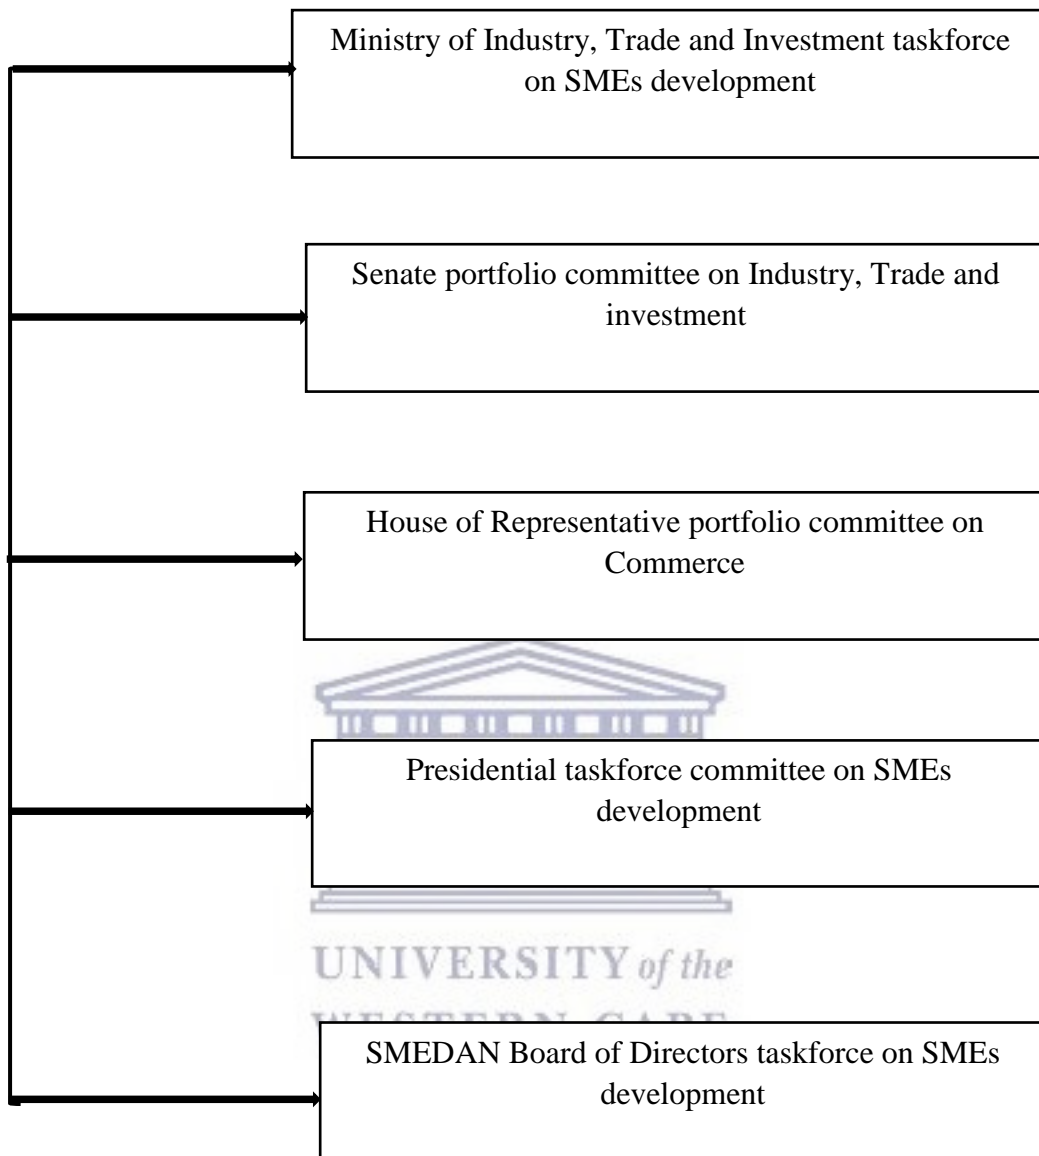 Ministry of Industry, Trade and Investment taskforce
on SMEs development
Senate portfolio committee on Industry, Trade and
investment
House of Representative portfolio committee on
Commerce
Presidential taskforce committee on SMEs
development
UNIVERSITY of the
WESTERN CAPE
SMEDAN Board of Directors taskforce on SMEs
development